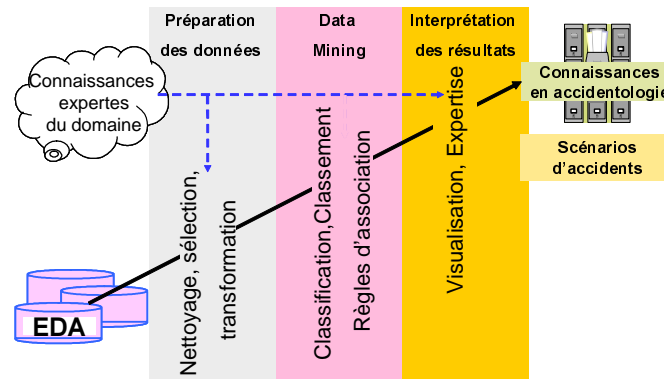 Préparation
des données
Data
Mining
Interprétation
des résultats
Connaissances
expertes
du domaine
Nettoyage, sélection,
transformation
Classification,Classement
Règles d’association
Visualisation, Expertise
Connaissances
en accidentologie
Scénarios
d’accidents
EDA